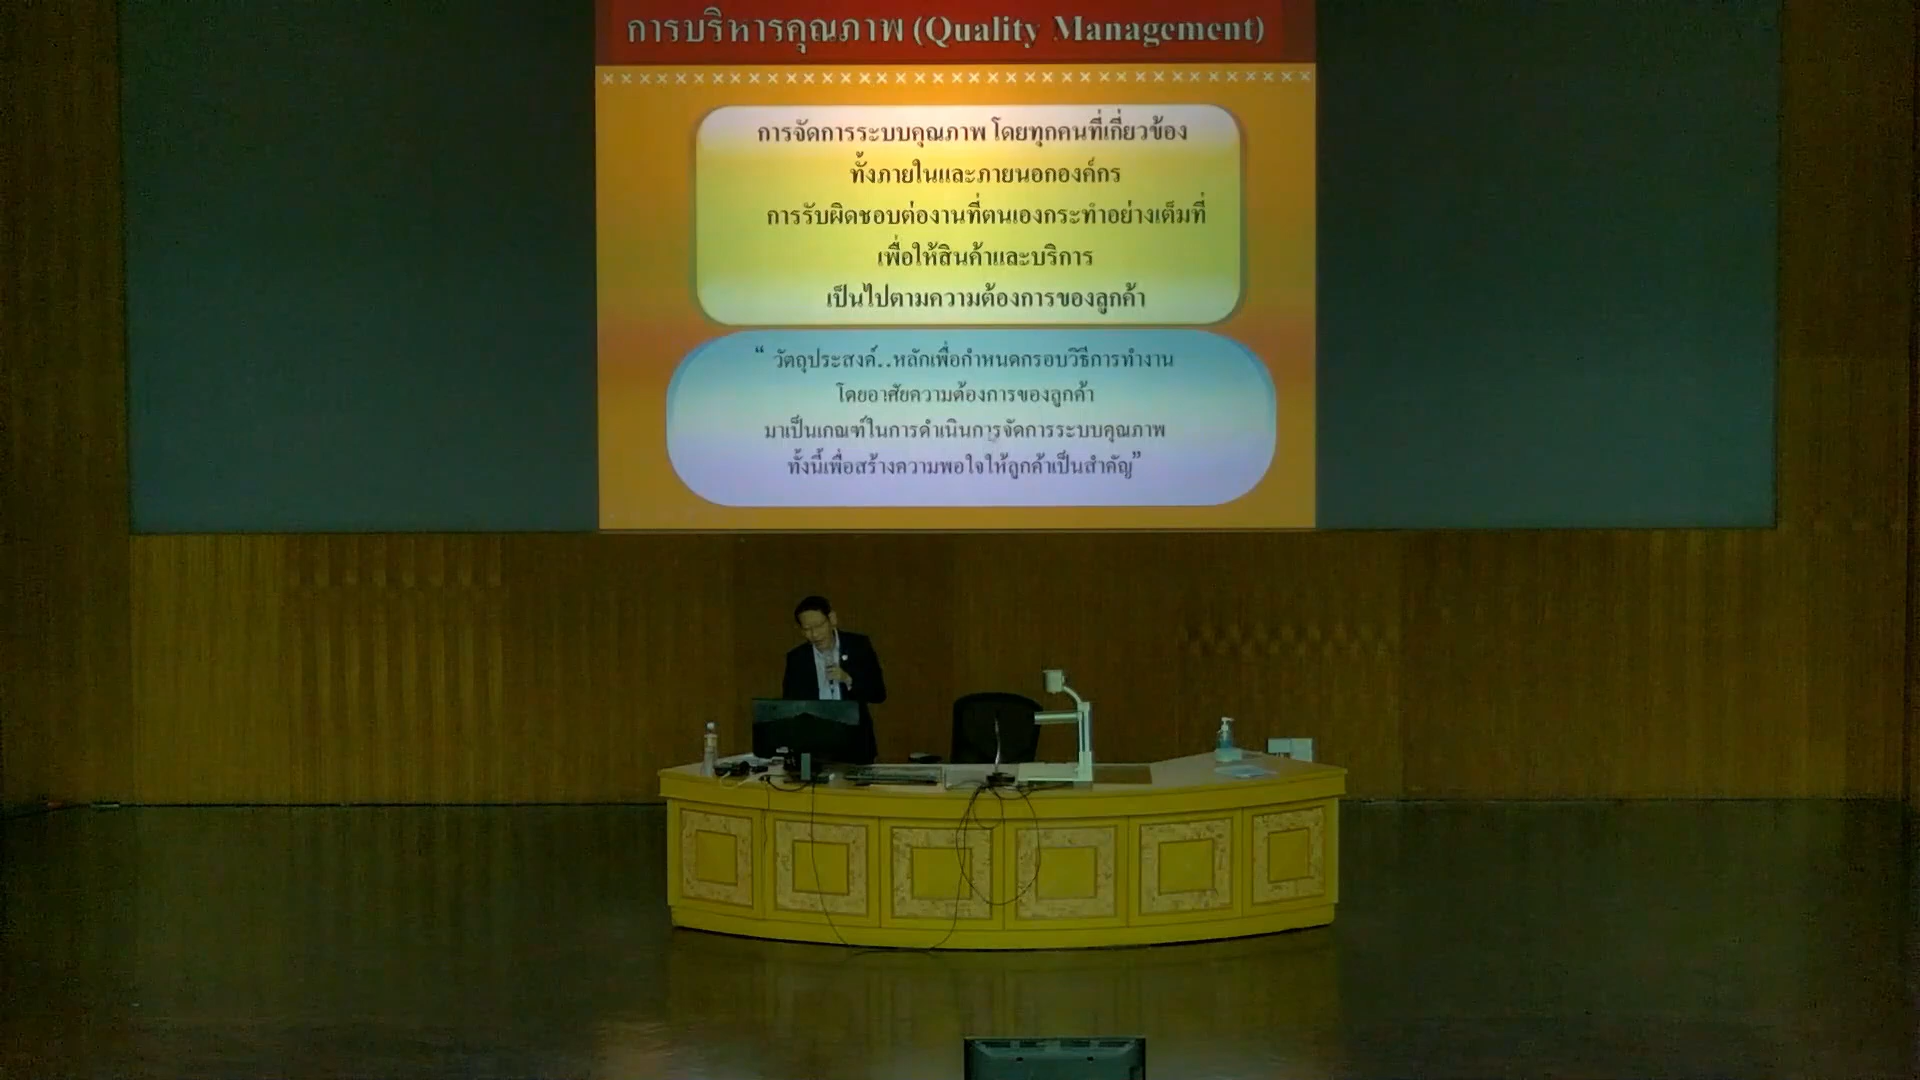 การบริหารคุณภาพ (Quality Management)
การจัดการระบบคุณภาพ โดยทุกคนที่เกี่ยวข้อง
ทั้งภายในและภายนอกองค์กร
การรับผิดชอบต่องานที่ตนเองกระทำอย่างเต็มที่
เพื่อให้สินค้าและบริการ
เป็นไปตามความต้องการของลูกค้า
“ วัตถุประสงค์..หลักเพื่อกำหนดกรอบวิธีการทำงาน
โดยอาศัยความต้องการของลูกค้า
มาเป็นเกณฑ์ในการดำเนินการจัดการระบบคุณภาพ
ทั้งนี้เพื่อสร้างความพอใจให้ลูกค้าเป็นสำคัญ”